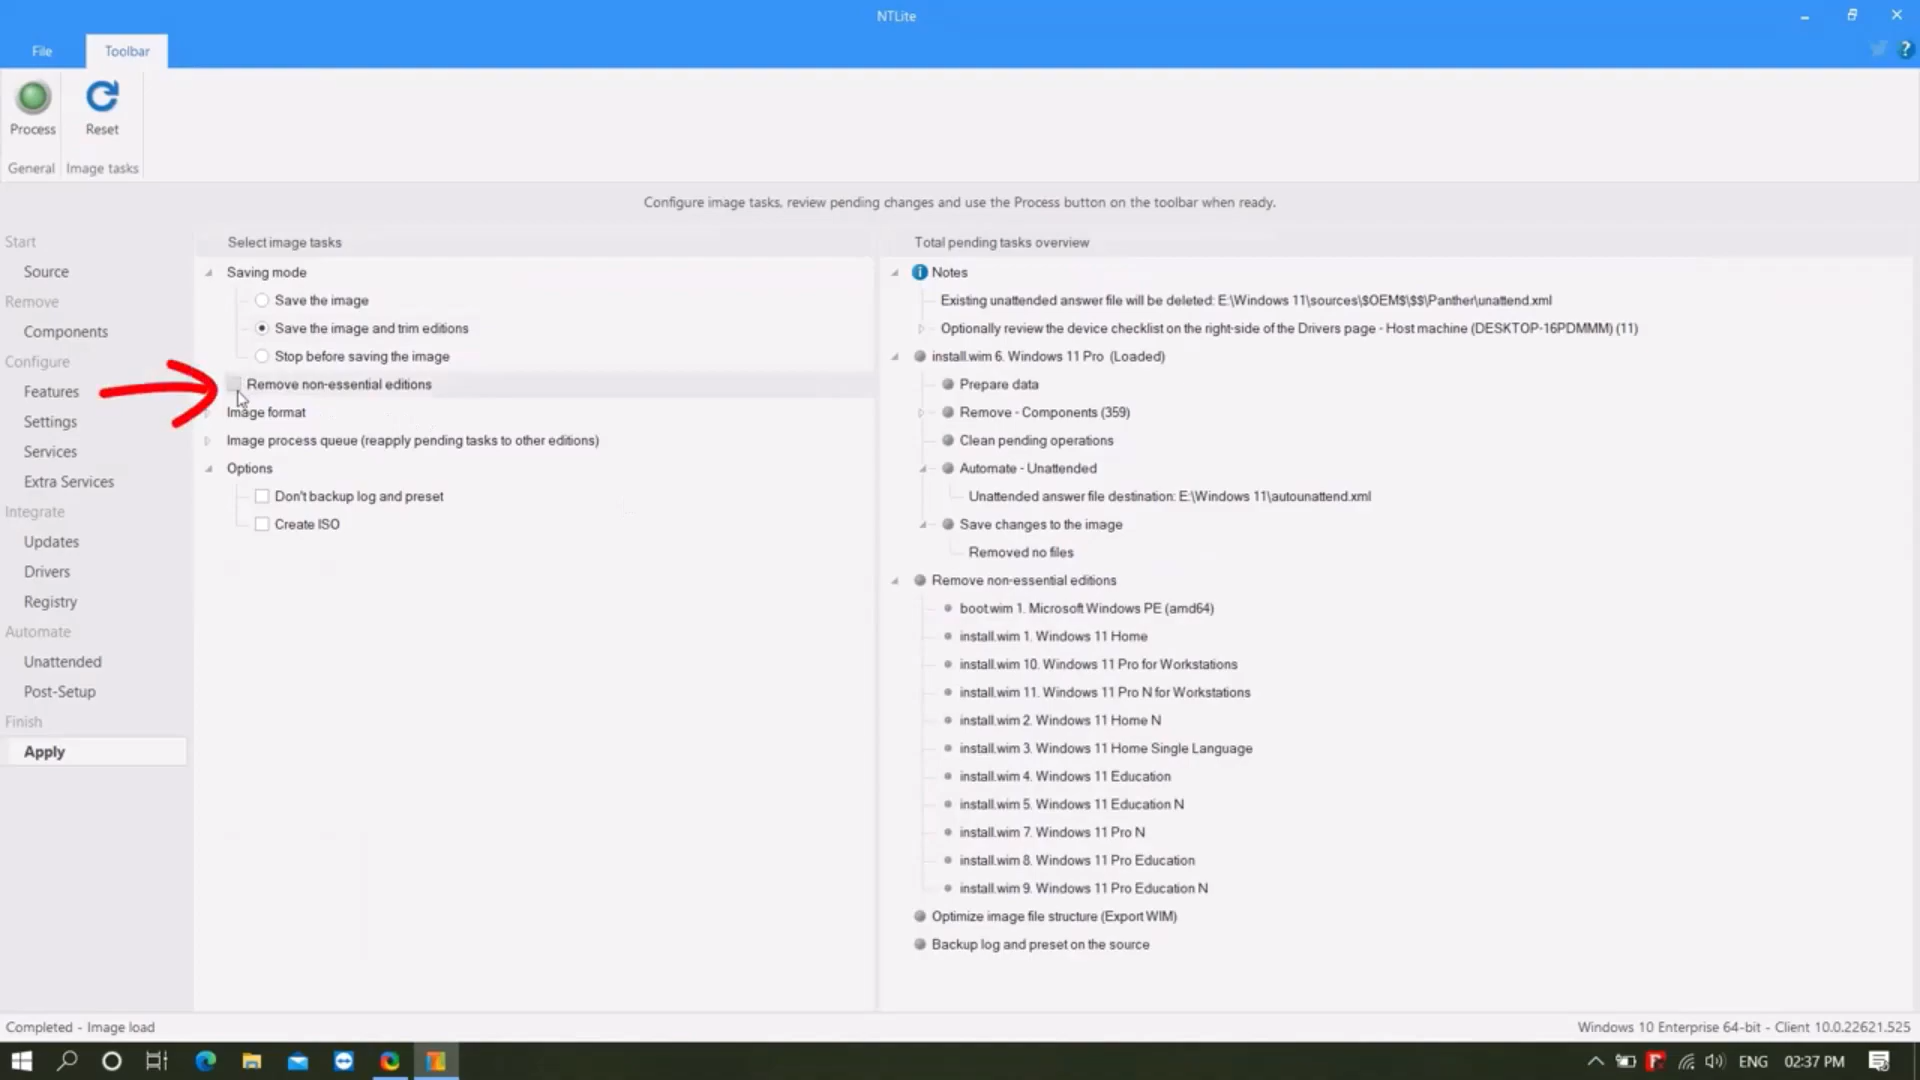 NTLite
File
Toolbar
Process
Reset
General
Image tasks
Configure image tasks, review pending changes and use the Process button on the toolbar when ready.
Start
Source
Remove
Components
Configure
Features
Settings
Services
Extra Services
Integrate
Updates
Drivers
Registry
Automate
Unattended
Post-Setup
Finish
Apply
Select image tasks
Saving mode
Save the image
Save the image and trim editions
Stop before saving the image
Remove non-essential editions
Image format
Image process queue (reapply pending tasks to other editions)
Options
Don't backup log and preset
Create ISO
Total pending tasks overview
Notes
Existing unattended answer file will be deleted: E:\Windows 11\sources\$OEM$\$$\Panther\unattend.xml
Optionally review the device checklist on the right-side of the Drivers page - Host machine (DESKTOP-16PDMMM) (11)
install.wim 6. Windows 11 Pro (Loaded)
Prepare data
Remove - Components (359)
Clean pending operations
Automate - Unattended
Unattended answer file destination: E:\Windows 11\autounattend.xml
Save changes to the image
Removed no files
Remove non-essential editions
boot.wim 1. Microsoft Windows PE (amd64)
install.wim 1. Windows 11 Home
install.wim 10. Windows 11 Pro for Workstations
install.wim 11. Windows 11 Pro N for Workstations
install.wim 2. Windows 11 Home N
install.wim 3. Windows 11 Home Single Language
install.wim 4. Windows 11 Education
install.wim 5. Windows 11 Education N
install.wim 7. Windows 11 Pro N
install.wim 8. Windows 11 Pro Education
install.wim 9. Windows 11 Pro Education N
Optimize image file structure (Export WIM)
Backup log and preset on the source
Completed - Image load
Windows 10 Enterprise 64-bit - Client 10.0.22621.525
ENG
02:37 PM